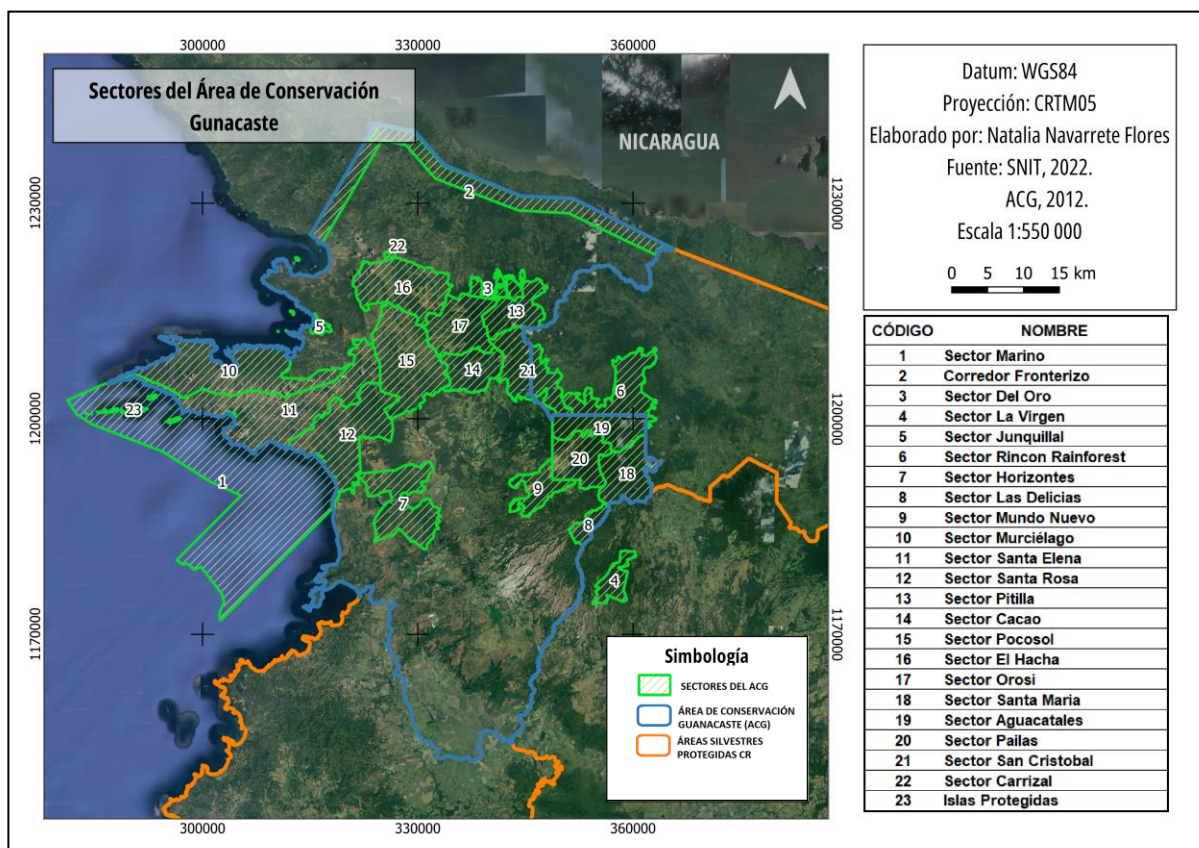 300000 330000 360000
Sectores del Área de Conservación
Gunacaste
NICARAGUA
1230000 1230000
2
22
16
3
13
5
17
15
10
14
21
6
23
11
1200000 1200000
12
19
20
18
1
9
7
8
4
1170000 1170000
Simbología
SECTORES DEL ACG
ÁREA DE CONSERVACIÓN
GUANACASTE (ACG)
ÁREAS SILVESTRES
PROTEGIDAS CR
300000 330000 360000
Datum: WGS84
Proyección: CRTM05
Elaborado por: Natalia Navarrete Flores
Fuente: SNIT, 2022.
ACG, 2012.
Escala 1:550 000
0 5 10 15 km
CÓDIGO NOMBRE
1 Sector Marino
2 Corredor Fronterizo
3 Sector Del Oro
4 Sector La Virgen
5 Sector Junquillal
6 Sector Rincon Rainforest
7 Sector Horizontes
8 Sector Las Delicias
9 Sector Mundo Nuevo
10 Sector Murciélago
11 Sector Santa Elena
12 Sector Santa Rosa
13 Sector Pitilla
14 Sector Cacao
15 Sector Pocosol
16 Sector El Hacha
17 Sector Orosi
18 Sector Santa Maria
19 Sector Aguacatales
20 Sector Pailas
21 Sector San Cristobal
22 Sector Carrizal
23 Islas Protegidas